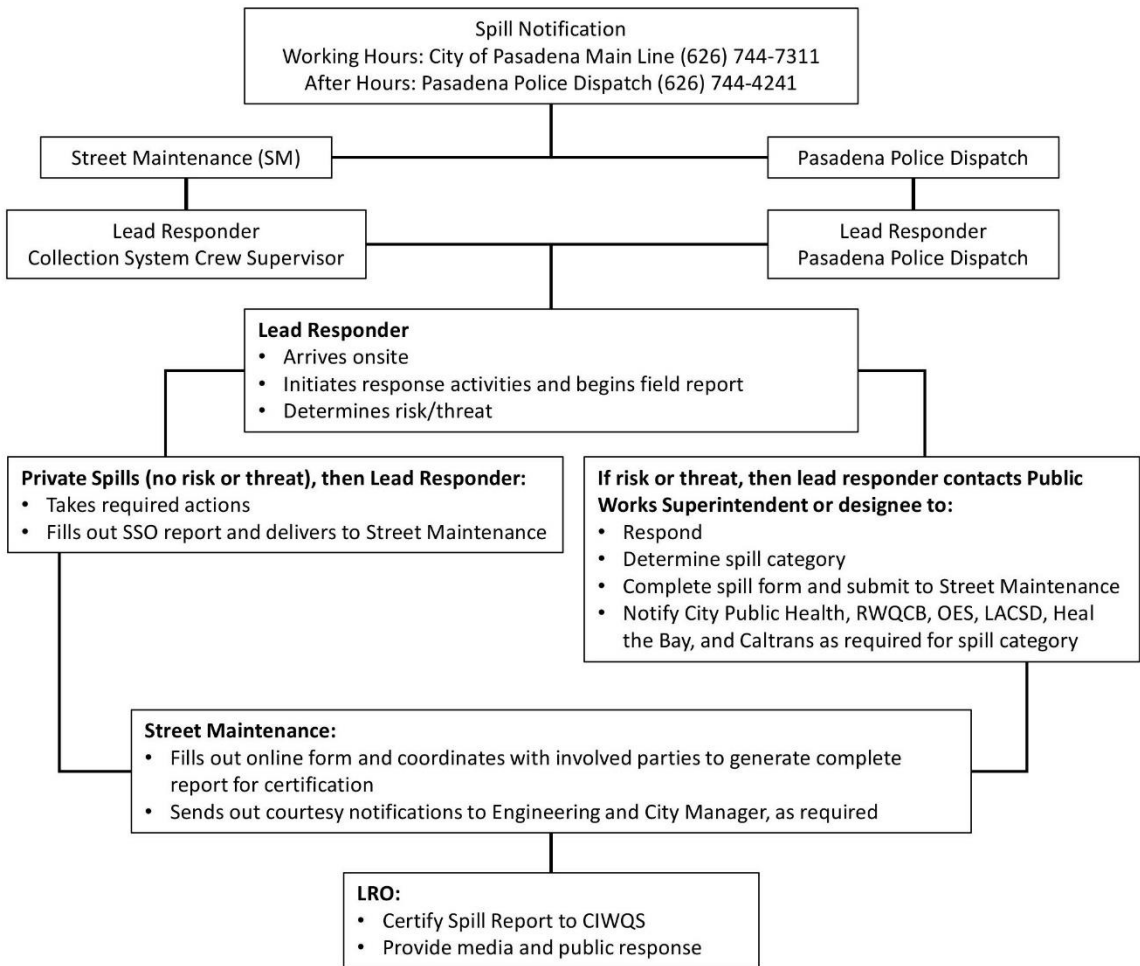 Spill Notification
Working Hours: City of Pasadena Main Line (626) 744-7311
After Hours: Pasadena Police Dispatch (626) 744-4241
Street Maintenance (SM)
Pasadena Police Dispatch
Lead Responder
Collection System Crew Supervisor
Lead Responder
Pasadena Police Dispatch
Lead Responder
• Arrives onsite
• Initiates response activities and begins field report
• Determines risk/threat
Private Spills (no risk or threat), then Lead Responder:
• Takes required actions
• Fills out SSO report and delivers to Street Maintenance
If risk or threat, then lead responder contacts Public
Works Superintendent or designee to:
• Respond
• Determine spill category
• Complete spill form and submit to Street Maintenance
• Notify City Public Health, RWQCB, OES, LACSD, Heal
the Bay, and Caltrans as required for spill category
Street Maintenance:
• Fills out online form and coordinates with involved parties to generate complete
report for certification
• Sends out courtesy notifications to Engineering and City Manager, as required
LRO:
• Certify Spill Report to CIWQS
• Provide media and public response